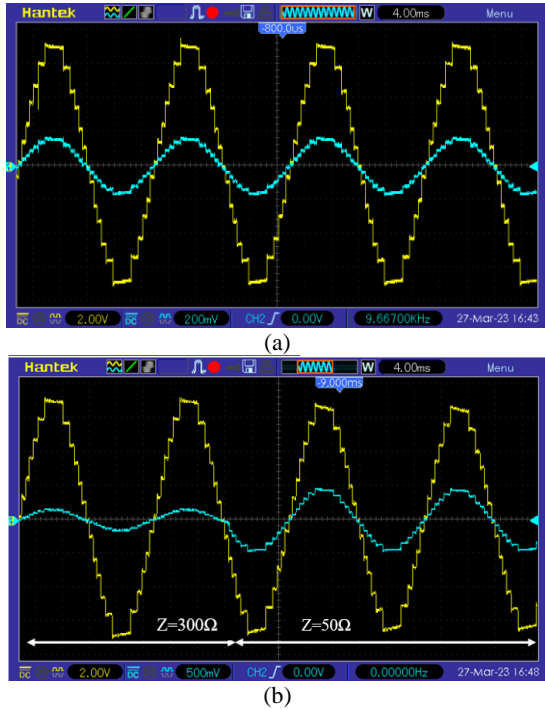 Hantek W 4.00ms Menu
-800.0us
DC 2.00V DC 200mV CH2 0.00V 9.66700KHz 27-Mar-23 16:43
(a)
Hantek W 4.00ms Menu
-9.000ms
Z=300Ω Z=50Ω
DC 2.00V DC 500mV CH2 0.00V 0.00000Hz 27-Mar-23 16:48
(b)